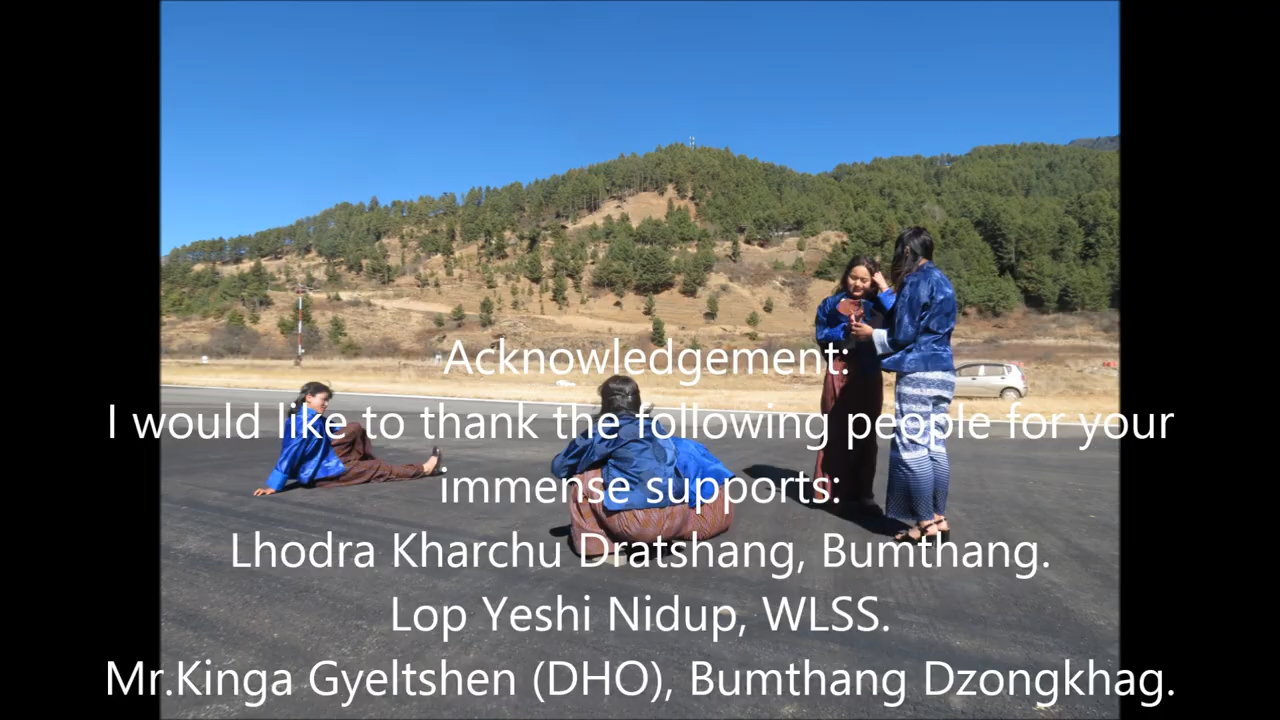 Acknowledgement:
I would like to thank the following people for your
immense supports:
Lhodra Kharchu Dratshang, Bumthang.
Lop Yeshi Nidup, WLSS.
Mr.Kinga Gyeltshen (DHO), Bumthang Dzongkhag.